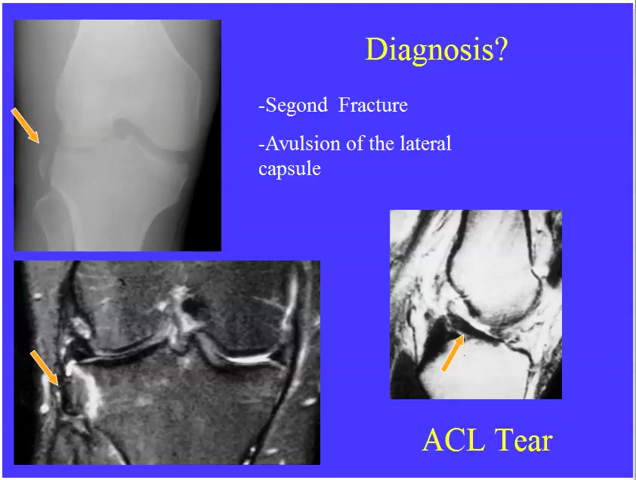 Diagnosis?
-Segond Fracture
-Avulsion of the lateral
capsule
ACL Tear